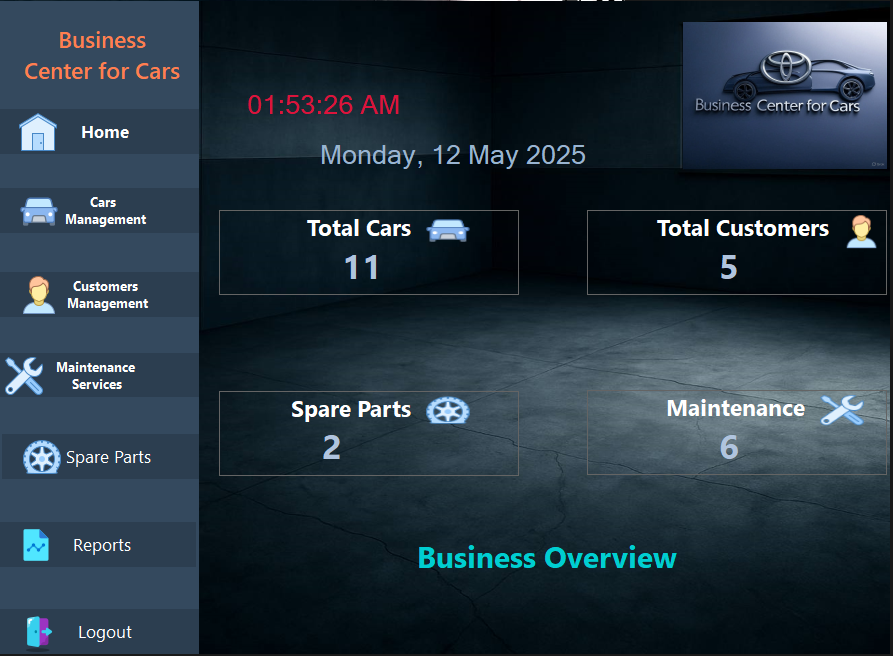 Business
Center for Cars
Home
Cars
Management
Customers
Management
Maintenance
Services
Spare Parts
Reports
Logout
01:53:26 AM
Monday, 12 May 2025
Business Center for Cars
Total Cars
11
Total Customers
5
Spare Parts
2
Maintenance
6
Business Overview